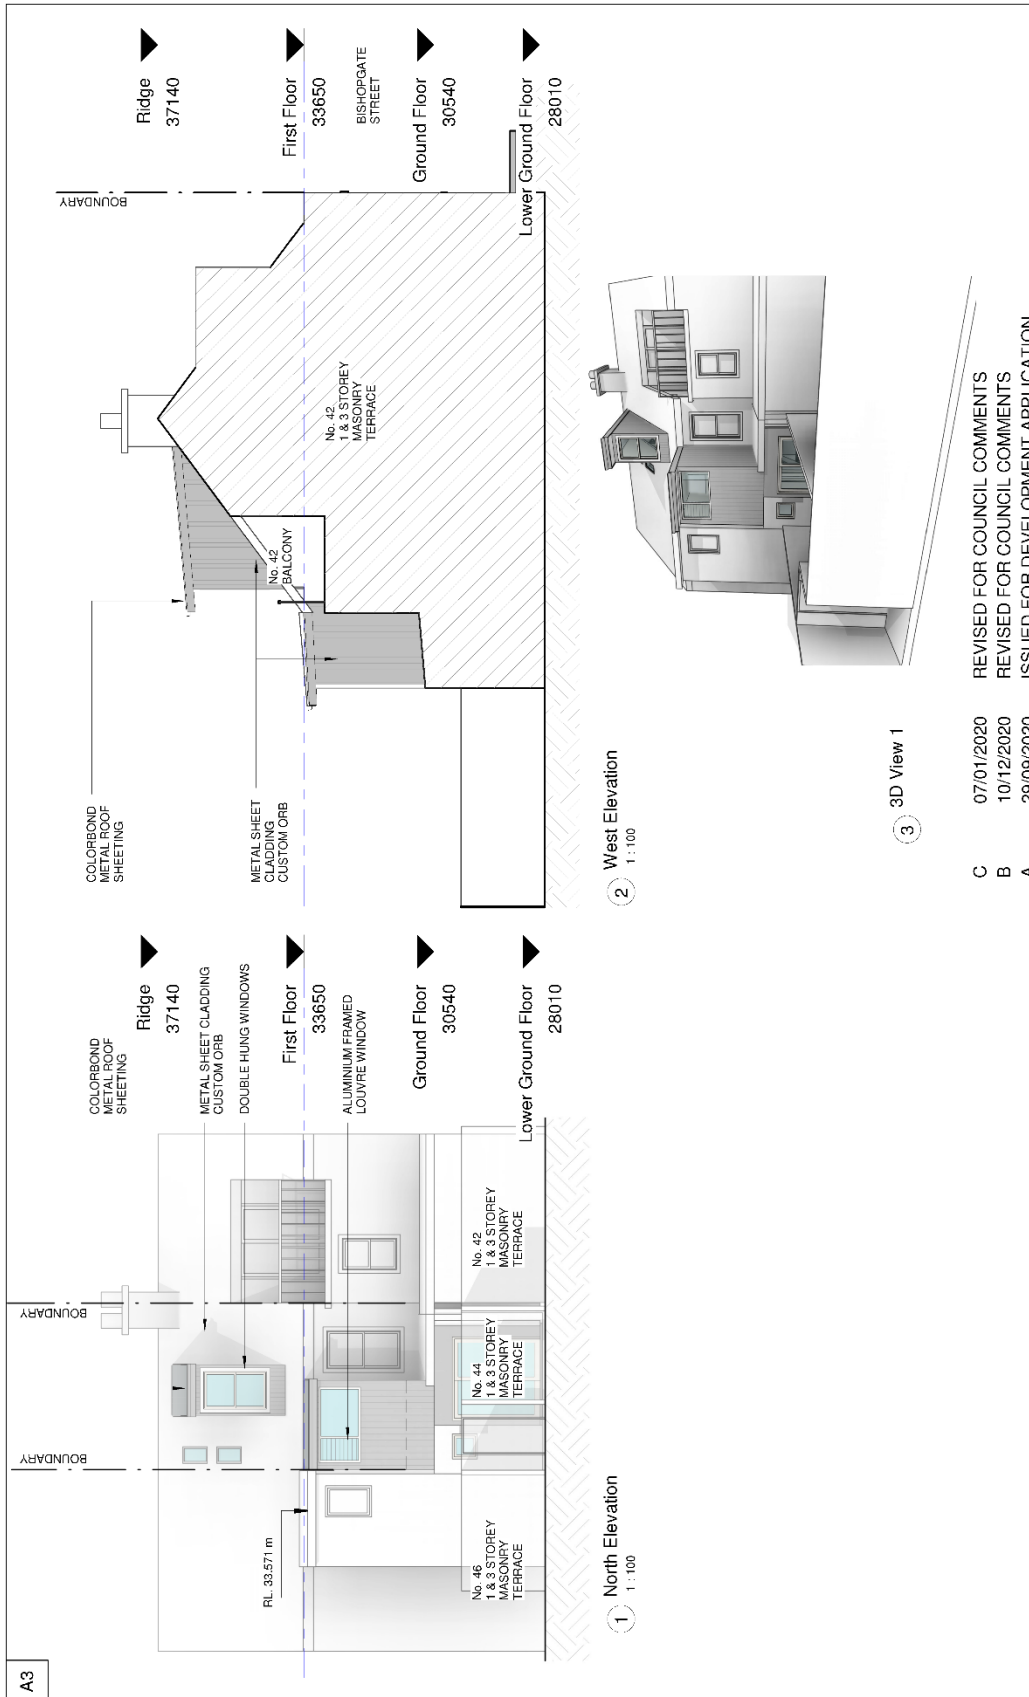 A3
BOUNDARY
BOUNDARY
COLORBOND
METAL ROOF
SHEETING
Ridge
37140
METAL SHEET CLADDING
CUSTOM ORB
DOUBLE HUNG WINDOWS
First Floor
33650
RL. 33.571 m
ALUMINIUM FRAMED
LOUVRE WINDOW
Ground Floor
30540
No. 46
1 & 3 STOREY
MASONRY
TERRACE
No. 44
1 & 3 STOREY
MASONRY
TERRACE
No. 42
1 & 3 STOREY
MASONRY
TERRACE
Lower Ground Floor
28010
1 North Elevation
1 : 100
COLORBOND
METAL ROOF
SHEETING
BOUNDARY
Ridge
37140
METAL SHEET
CLADDING
CUSTOM ORB
No. 42
BALCONY
No. 42
1 & 3 STOREY
MASONRY
TERRACE
First Floor
33650
BISHOPGATE
STREET
Ground Floor
30540
Lower Ground Floor
28010
2 West Elevation
1 : 100
3 3D View 1
C 07/01/2020 REVISED FOR COUNCIL COMMENTS
B 10/12/2020 REVISED FOR COUNCIL COMMENTS
A 29/09/2020 ISSUED FOR DEVELOPMENT APPLICATION